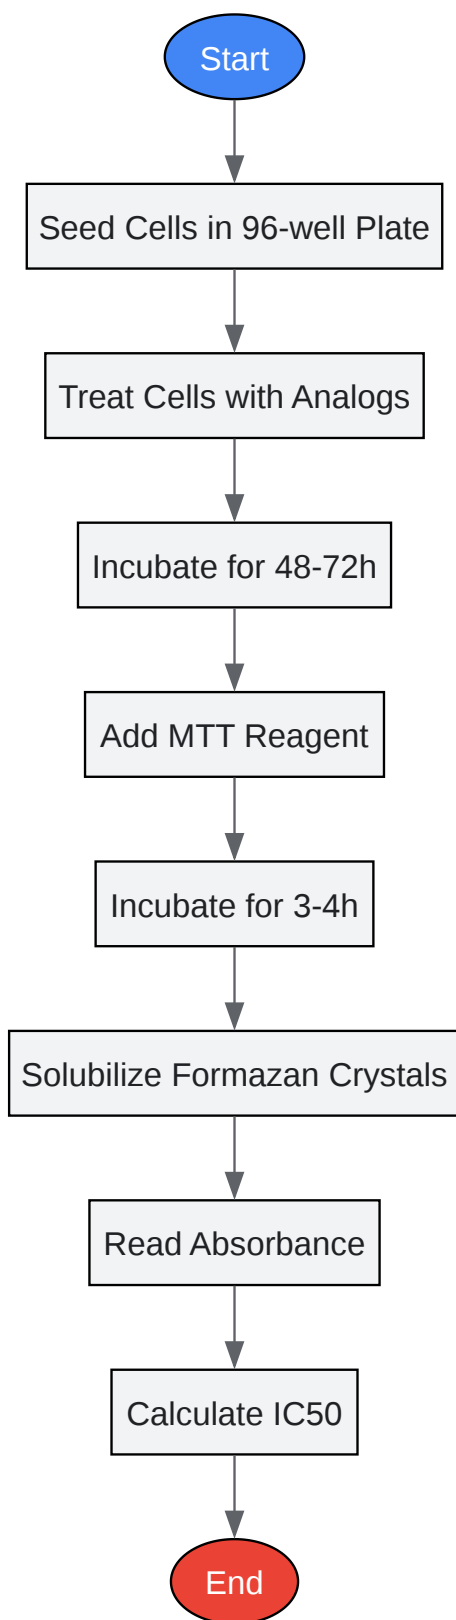 Start
Seed Cells in 96-well Plate
Treat Cells with Analogs
Incubate for 48-72h
Add MTT Reagent
Incubate for 3-4h
Solubilize Formazan Crystals
Read Absorbance
Calculate IC50
End